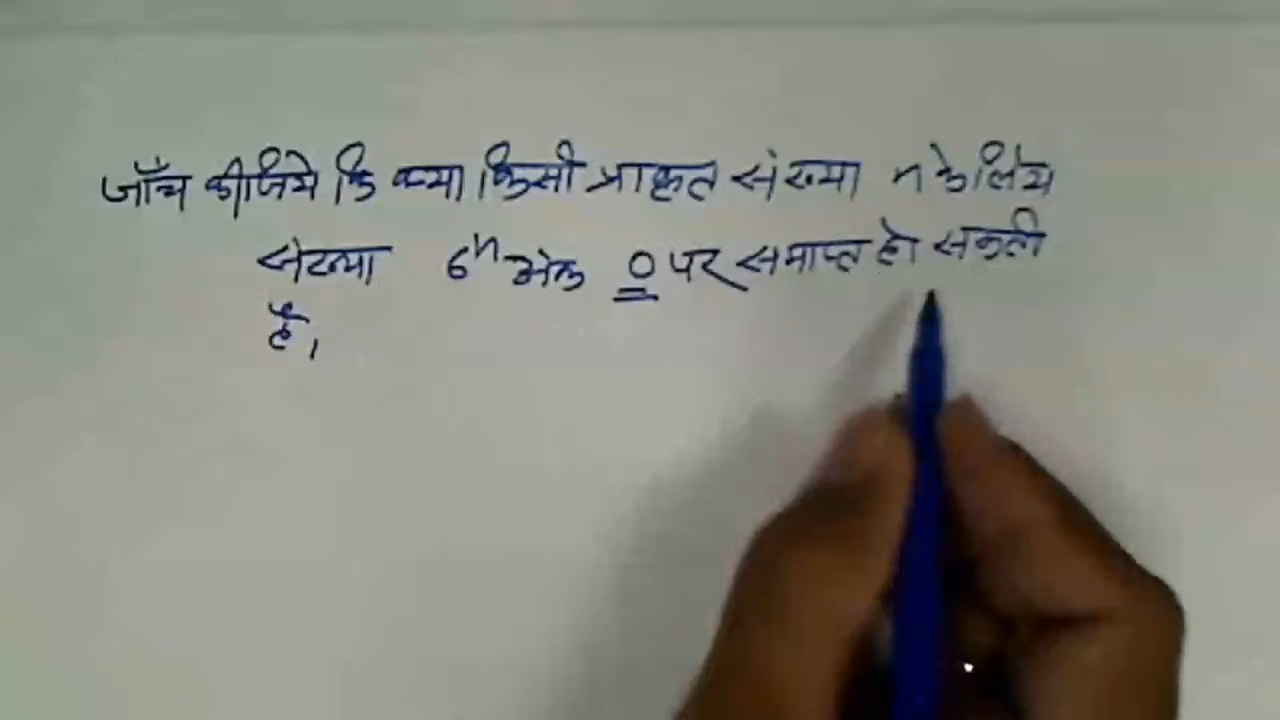 जाँच कीजिये कि क्या किसी प्राकृत संख्या n के लिये
संख्या 6ⁿ अंक 0 पर समाप्त हो सकती
है।